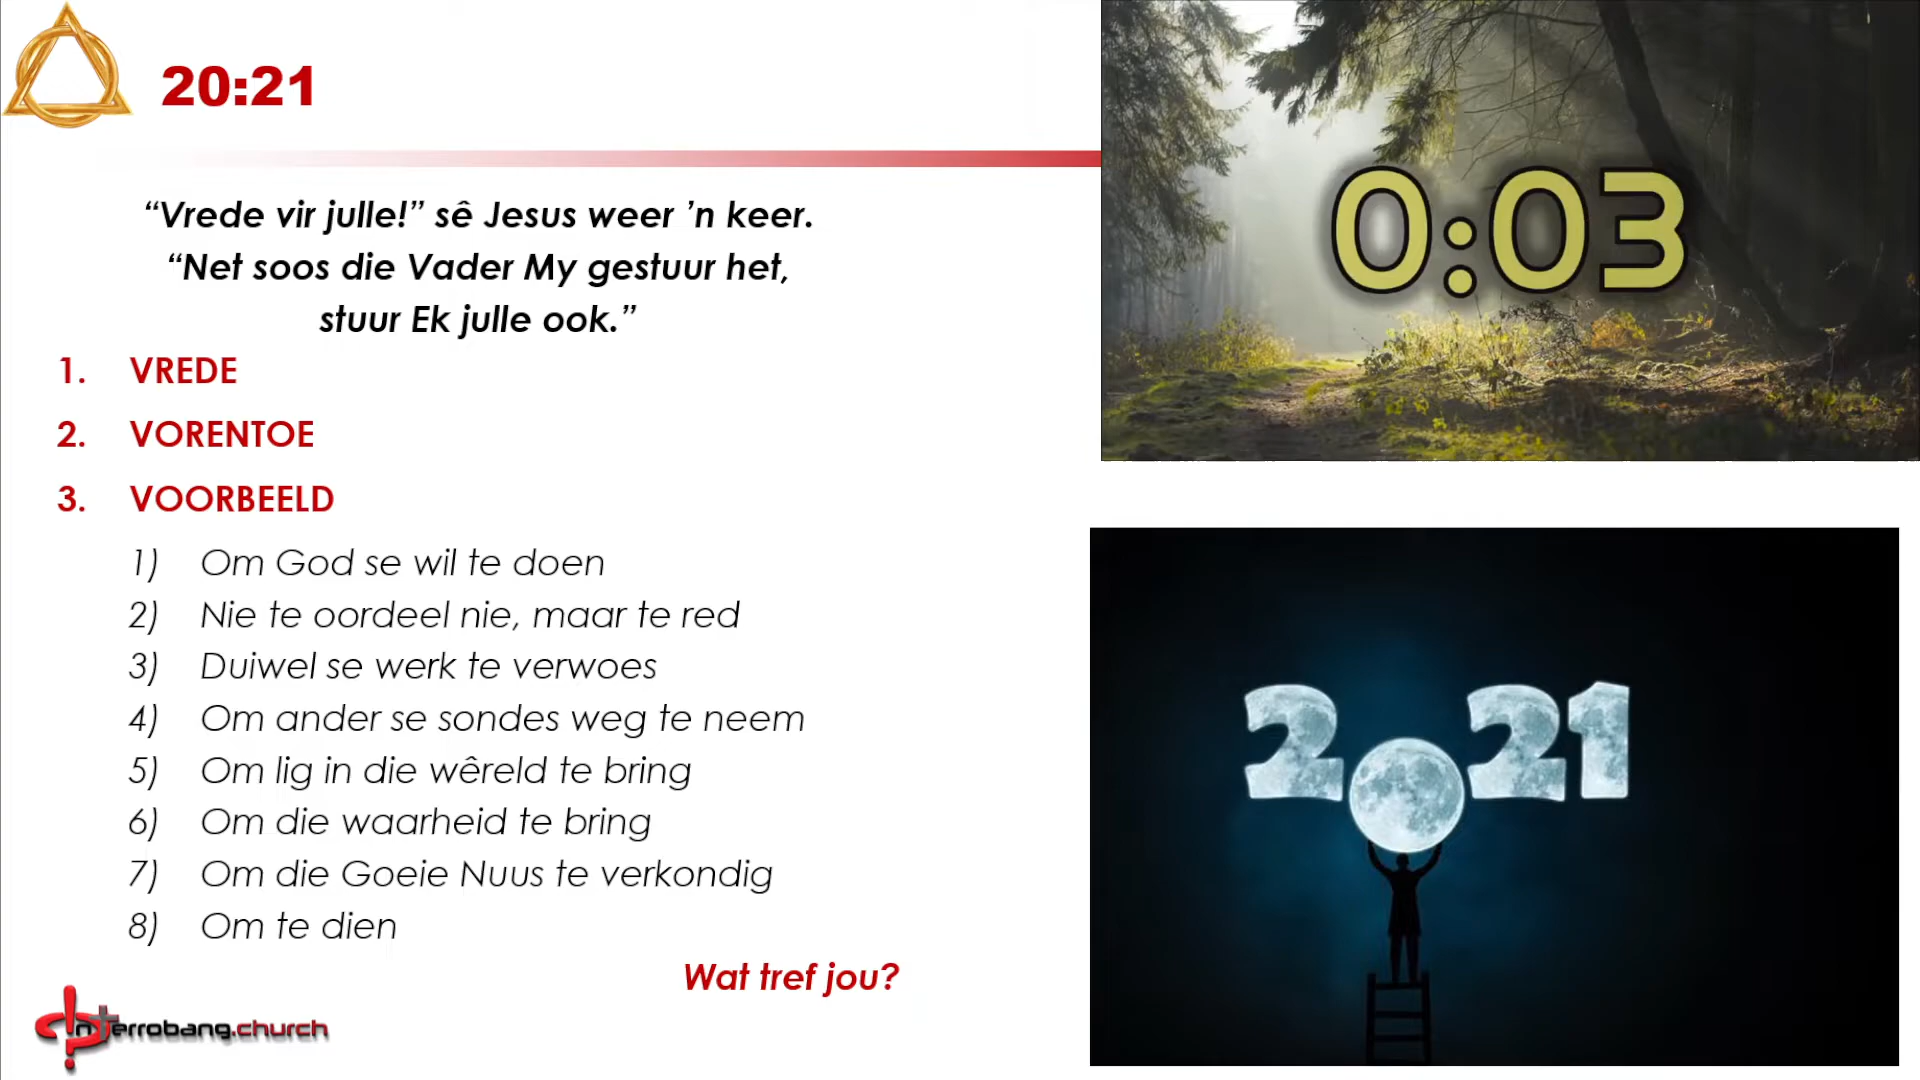 20:21
“Vrede vir julle!” sê Jesus weer ’n keer.
“Net soos die Vader My gestuur het,
stuur Ek julle ook.”
1. VREDE
2. VORENTOE
3. VOORBEELD
1) Om God se wil te doen
2) Nie te oordeel nie, maar te red
3) Duiwel se werk te verwoes
4) Om ander se sondes weg te neem
5) Om lig in die wêreld te bring
6) Om die waarheid te bring
7) Om die Goeie Nuus te verkondig
8) Om te dien
Wat tref jou?
Interrobang.church
0:03
2021